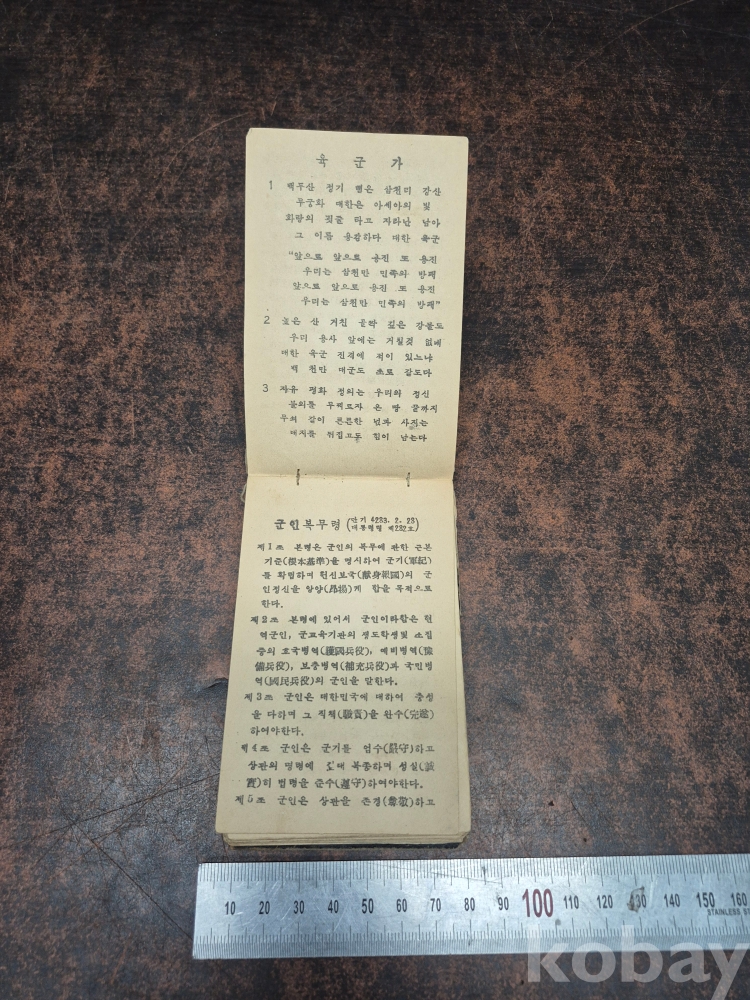 육 군 가
1 백두산 정기 뻗은 삼천리 강산
무궁화 대한은 아세아의 빛
화랑의 핏줄 타고 자라난 남아
그 이름 용감하다 대한 육군
"앞으로 앞으로 용진 또 용진
우리는 삼천만 민족의 방패
앞으로 앞으로 용진 또 용진
우리는 삼천만 민족의 방패"
2 높은 산 거친 들판 깊은 강물도
우리 용사 앞에는 거칠것 없네
대한 육군 진격에 적이 있느냐
백 천만 대군도 초로 같도다
3 자유 평화 정의는 우리의 정신
불의를 무찌르자 온 땅 끝까지
무쇠 같이 튼튼한 넋과 사지는
대지를 뒤집고도 힘이 남는다
군인복무령 (단기 4283. 2. 28 대통령령 제282호)
제1조 본령은 군인의 복무에 관한 근본
기준(根本基準)을 명시하여 군기(軍記)
를 확립하며 헌신보국(獻身報國)의 군
인정신을 앙양(昻揚)케 함을 목적으로
한다.
제2조 본령에 있어서 군인이라함은 현
역군인, 군교육기관의 생도학생및 소집
중의 호국병역(護國兵役), 예비병역(豫
備兵役), 보충병역(補充兵役)과 국민병
역(國民兵役)의 군인을 말한다.
제3조 군인은 대한민국에 대하여 충성
을 다하며 그 직책(職責)을 완수(完遂)
하여야한다.
제4조 군인은 군기를 엄수(嚴守)하고
상관의 명령에 복종하며 성실(誠
實)히 법령을 준수(遵守)하여야한다.
제5조 군인은 상관을 존경(尊敬)하고
10 20 30 40 50 60 70 80 90 100 110 120 130 140 150 160
STAINLESS
kobay